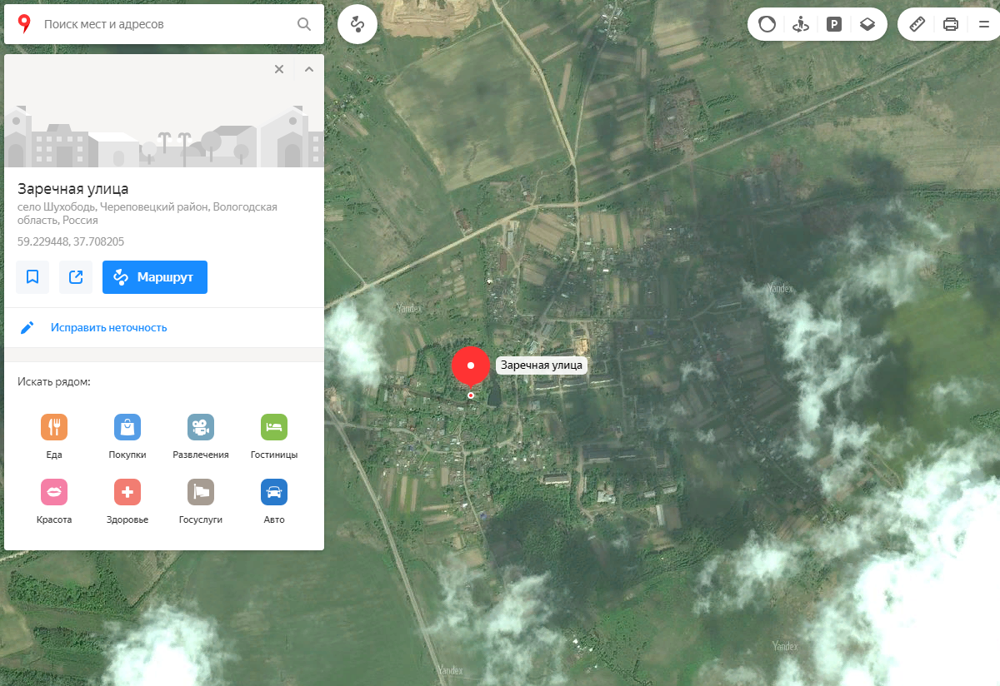 Поиск мест и адресов
P
Заречная улица
село Шухободь, Череповецкий район, Вологодская
область, Россия
59.229448, 37.708205
Маршрут
Исправить неточность
Искать рядом:
Еда
Покупки
Развлечения
Гостиницы
Красота
Здоровье
Госуслуги
Авто
Yandex
Yandex
Заречная улица
Yandex
Yandex